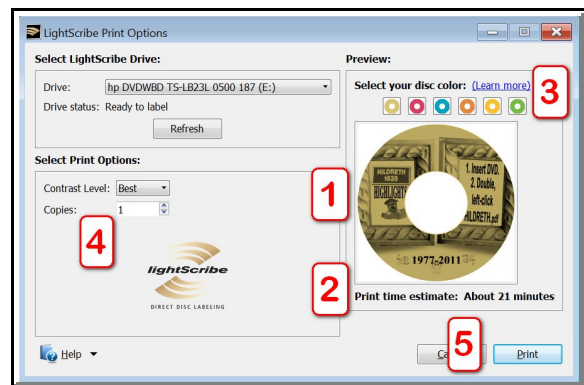 LightScribe Print Options
Select LightScribe Drive:
Drive: hp DVDWBD TS-LB23L 0500 187 (E:)
Drive status: Ready to label
Refresh
Select Print Options:
Contrast Level: Best
Copies: 1
4
lightScribe
DIRECT DISC LABELING
Help
Preview:
Select your disc color: (Learn more)
3
1
HILDRETH
1635
HIGHLIGHTS
1. Insert DVD.
2. Double,
left-click
HILDRETH.pdf
1977-2011
2
Print time estimate: About 21 minutes
5
Print